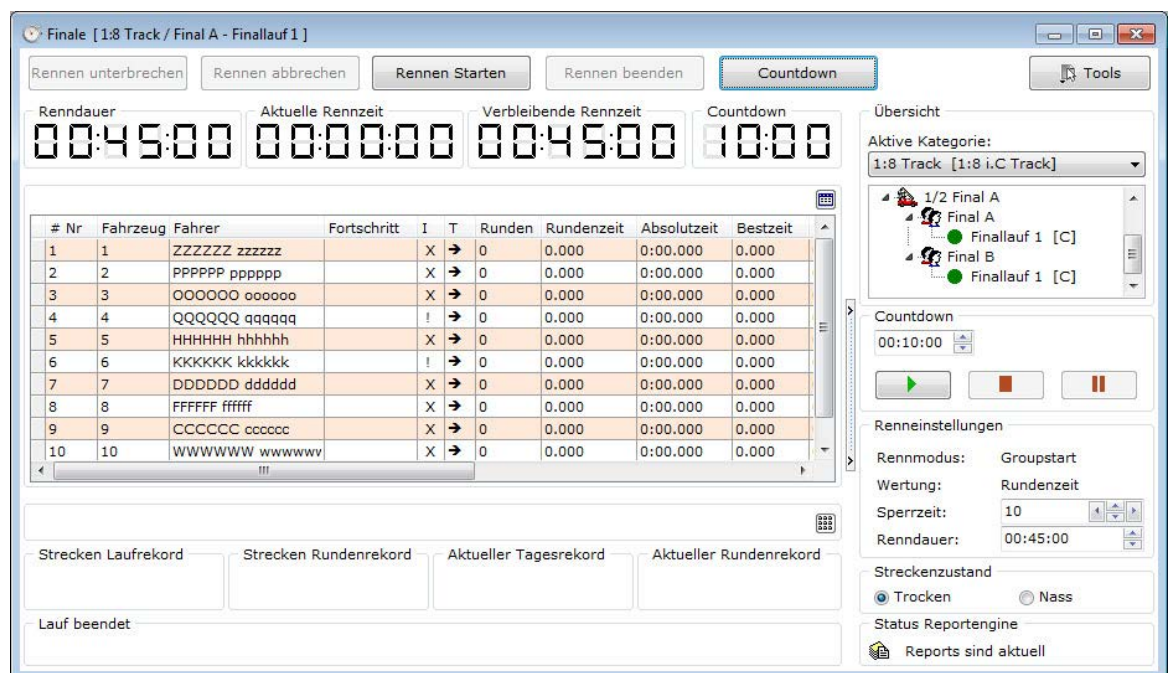 Finale [ 1:8 Track / Final A - Finallauf 1 ]
Rennen unterbrechen Rennen abbrechen Rennen Starten Rennen beenden Countdown Tools
Renndauer Aktuelle Rennzeit Verbleibende Rennzeit Countdown
00:45:00 00:00:00 00:45:00 10:00
Übersicht
Aktive Kategorie:
1:8 Track [1:8 i.C Track]
1/2 Final A
Final A
Finallauf 1 [C]
Final B
Finallauf 1 [C]
# Nr Fahrzeug Fahrer Fortschritt I T Runden Rundenzeit Absolutzeit Bestzeit
1 1 ZZZZZZ zzzzzz X ➔ 0 0.000 0:00.000 0.000
2 2 PPPPPP pppppp X ➔ 0 0.000 0:00.000 0.000
3 3 OOOOOO oooooo X ➔ 0 0.000 0:00.000 0.000
4 4 QQQQQQ qqqqqq ! ➔ 0 0.000 0:00.000 0.000
5 5 HHHHHH hhhhhh X ➔ 0 0.000 0:00.000 0.000
6 6 KKKKKK kkkkkk ! ➔ 0 0.000 0:00.000 0.000
7 7 DDDDDD dddddd X ➔ 0 0.000 0:00.000 0.000
8 8 FFFFFF ffffff X ➔ 0 0.000 0:00.000 0.000
9 9 CCCCCC cccccc X ➔ 0 0.000 0:00.000 0.000
10 10 WWWWWW wwwwww X ➔ 0 0.000 0:00.000 0.000
Countdown
00:10:00
Renneinstellungen
Rennmodus: Groupstart
Wertung: Rundenzeit
Sperrzeit: 10
Renndauer: 00:45:00
Strecken Laufrekord Strecken Rundenrekord Aktueller Tagesrekord Aktueller Rundenrekord
Streckenzustand
Trocken Nass
Lauf beendet
Status Reportengine
Reports sind aktuell